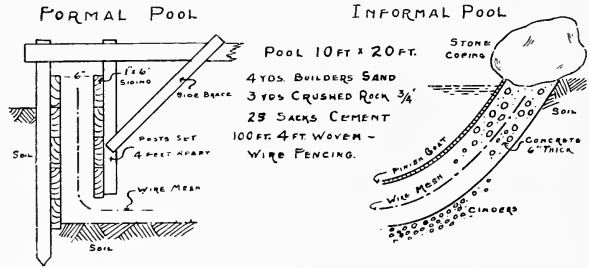 FORMAL POOL
INFORMAL POOL
6"
1"x 6"
SIDING
SIDE BRACE
SOIL
POSTS SET
4 FEET APART
WIRE MESH
SOIL
POOL 10 FT x 20 FT.
4 YDS. BUILDERS SAND
3 YDS CRUSHED ROCK 3/4"
28 SACKS CEMENT
100 FT. 4 FT. WOVEN -
WIRE FENCING.
STONE
COPING
SOIL
CONCRETE
6" THICK
FINISH COAT
WIRE MESH
CINDERS